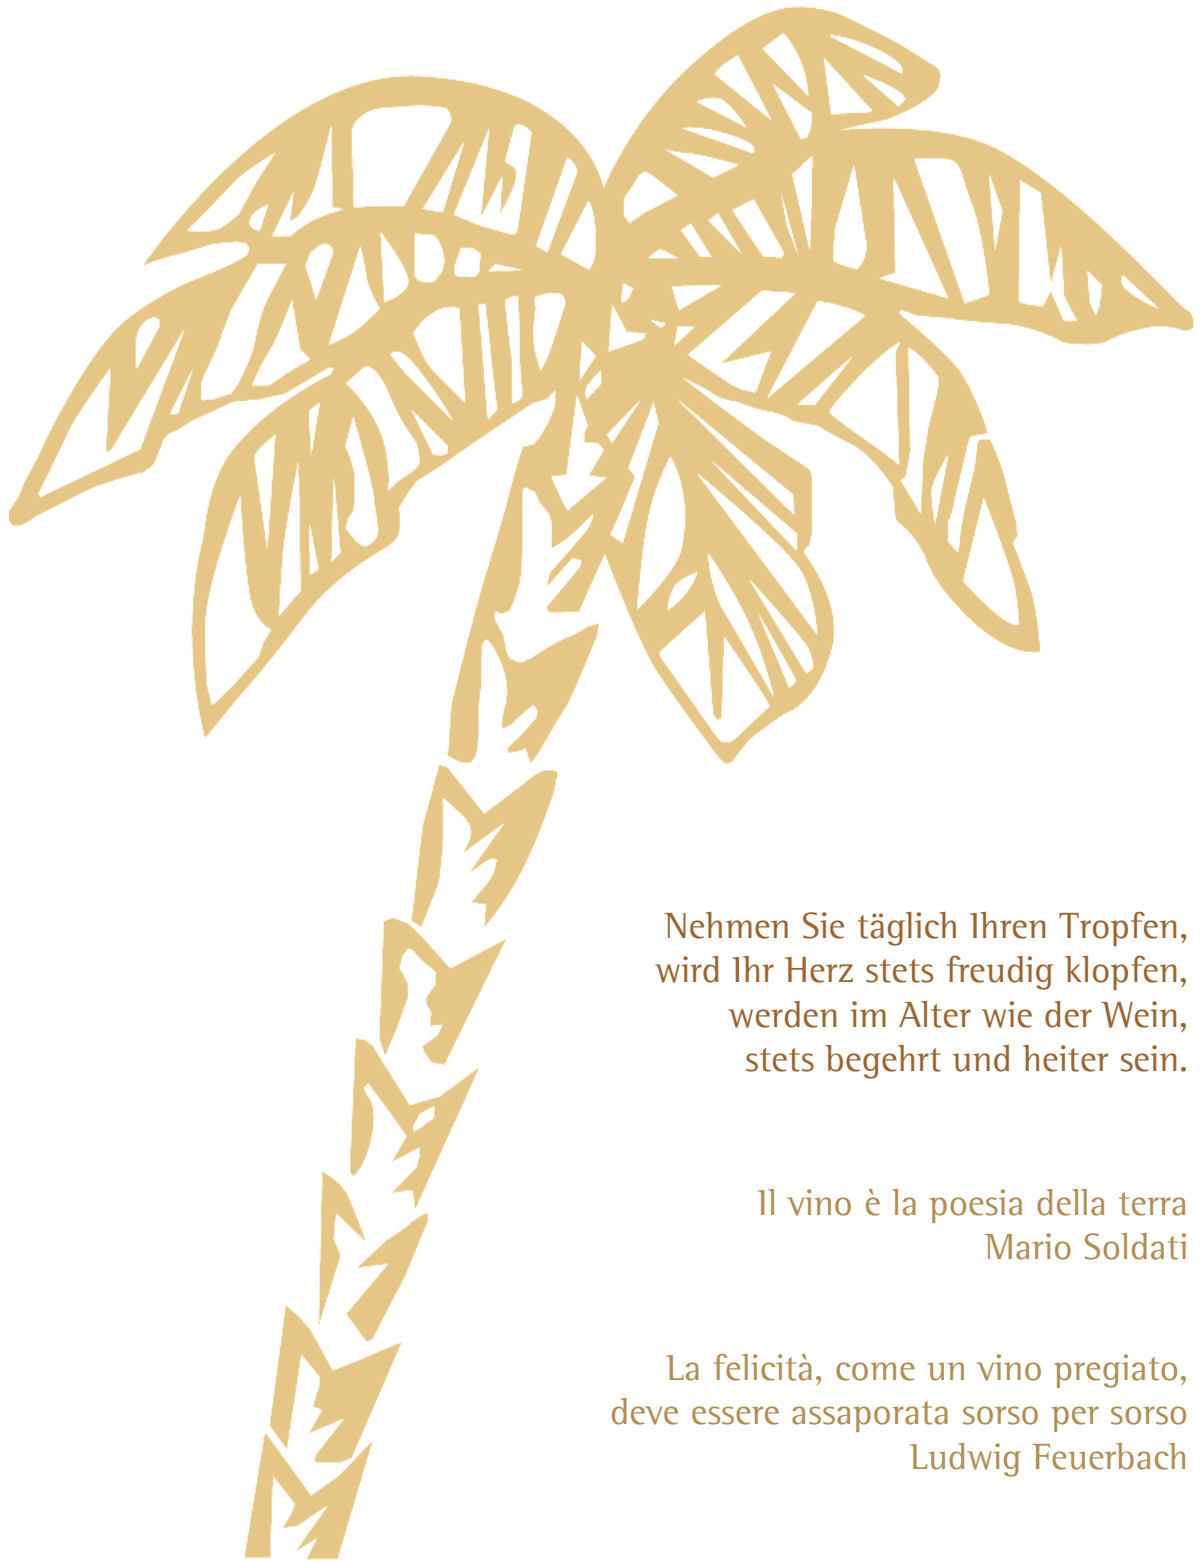 Nehmen Sie täglich Ihren Tropfen,
wird Ihr Herz stets freudig klopfen,
werden im Alter wie der Wein,
stets begehrt und heiter sein.
Il vino è la poesia della terra
Mario Soldati
La felicità, come un vino pregiato,
deve essere assaporata sorso per sorso
Ludwig Feuerbach